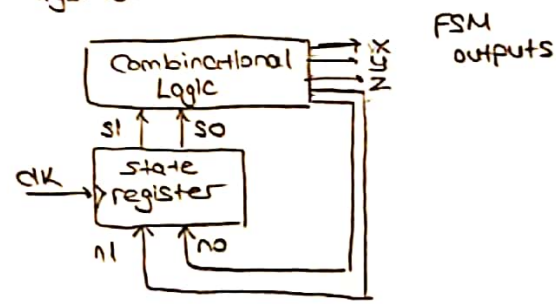 FSM
outputs
Combinational
Logic
x
y
z
s1 s0
state
register
clk
n1 n0